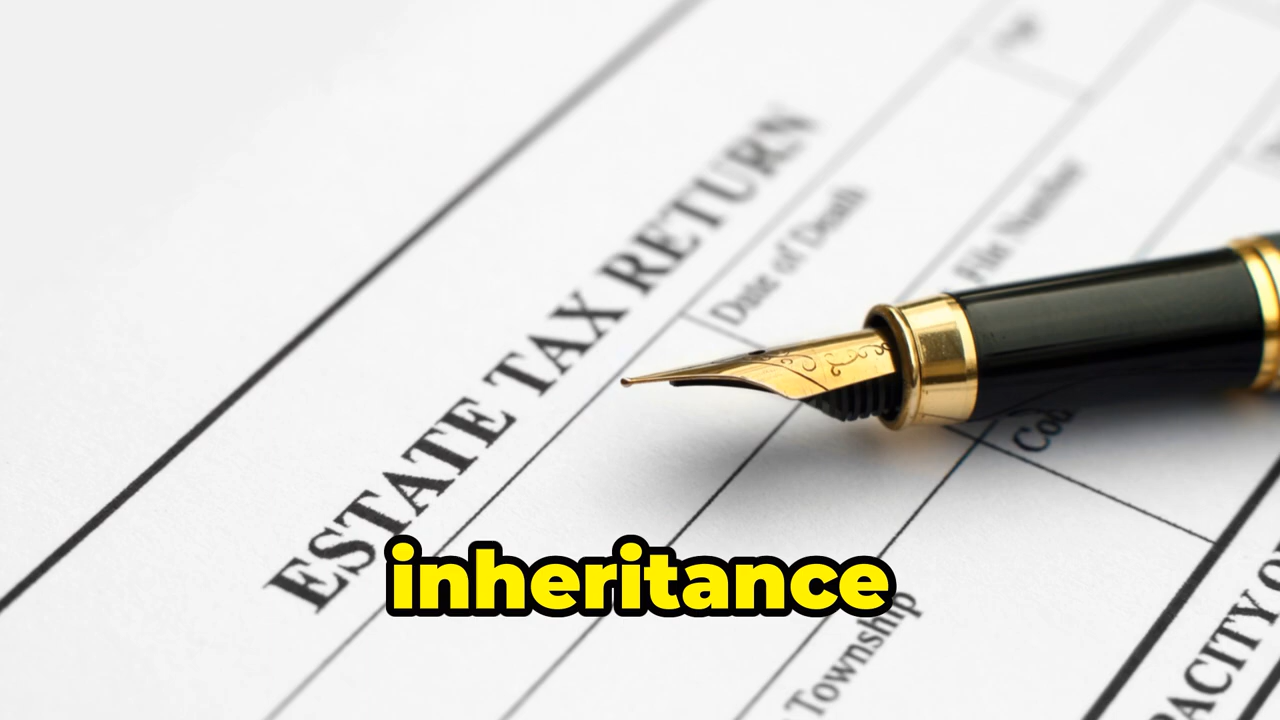 ESTATE TAX RETURN
Date of Death
File Number
Township
inheritance